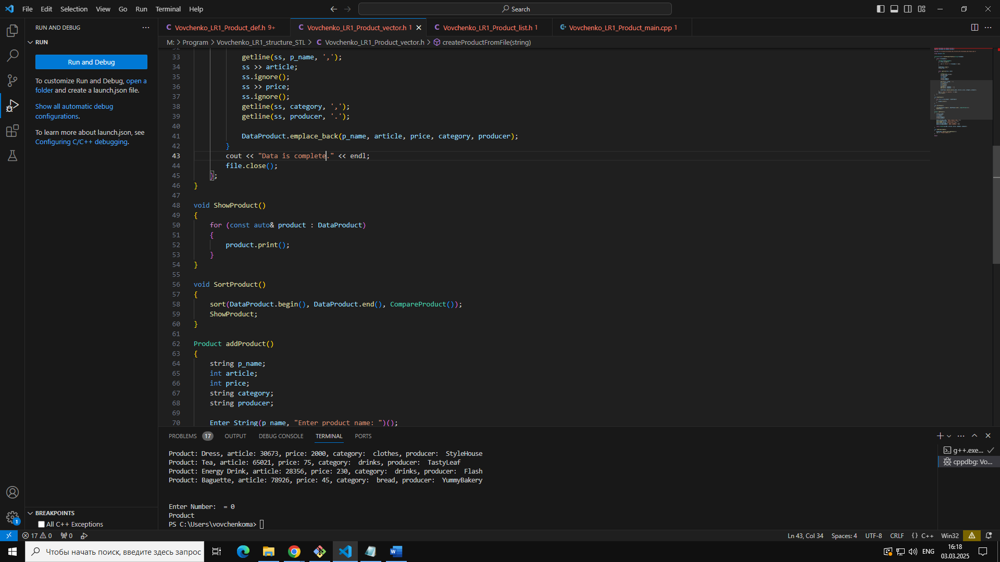 File Edit Selection View Go Run Terminal Help
Search
RUN AND DEBUG
Vovchenko_LR1_Product_def.h 9+
Vovchenko_LR1_Product_vector.h 1
Vovchenko_LR1_Product_list.h 1
Vovchenko_LR1_Product_main.cpp 1
M: > Program > Vovchenko_LR1_structure_STL > C Vovchenko_LR1_Product_vector.h > createProductFromFile(string)
RUN
Run and Debug
To customize Run and Debug, open a
folder and create a launch.json file.
Show all automatic debug
configurations.
To learn more about launch.json, see
Configuring C/C++ debugging.
33 getline(ss, p_name, ',');
34 ss >> article;
35 ss.ignore();
36 ss >> price;
37 ss.ignore();
38 getline(ss, category, ',');
39 getline(ss, producer, '.');
40
41 DataProduct.emplace_back(p_name, article, price, category, producer);
42 }
43 cout << "Data is complete." << endl;
44 file.close();
45 };
46 }
47
48 void ShowProduct()
49 {
50 for (const auto& product : DataProduct)
51 {
52 product.print();
53 }
54 }
55
56 void SortProduct()
57 {
58 sort(DataProduct.begin(), DataProduct.end(), CompareProduct());
59 ShowProduct;
60 }
61
62 Product addProduct()
63 {
64 string p_name;
65 int article;
66 int price;
67 string category;
68 string producer;
69
70 Enter String(p name, "Enter product name: ")();
PROBLEMS 17 OUTPUT DEBUG CONSOLE TERMINAL PORTS
Product: Dress, article: 30673, price: 2000, category:  clothes, producer:  StyleHouse
Product: Tea, article: 65021, price: 75, category:  drinks, producer:  TastyLeaf
Product: Energy Drink, article: 28356, price: 230, category:  drinks, producer:  Flash
Product: Baguette, article: 78926, price: 45, category:  bread, producer:  YummyBakery
Enter Number:  = 0
Product
PS C:\Users\vovchenkoma>
g++.exe...
cppdbg: Vo...
BREAKPOINTS
All C++ Exceptions
1
17 0 0
Ln 43, Col 34 Spaces: 4 UTF-8 CRLF {} C++ Win32
Чтобы начать поиск, введите здесь запрос
ENG
16:18
03.03.2025